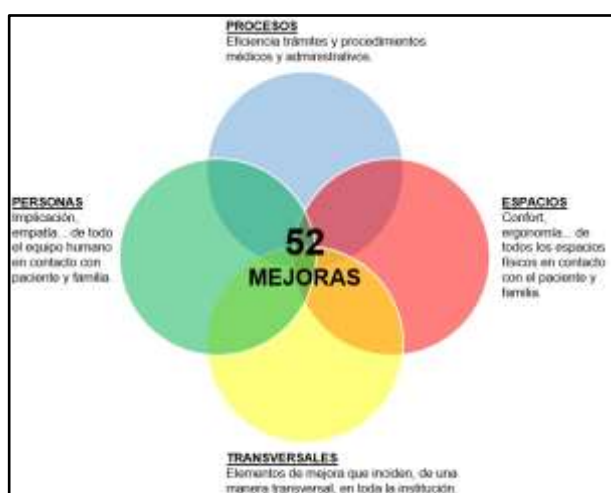 PROCESOS
Eficiencia trámites y procedimientos
médicos y administrativos.
PERSONAS
Implicación,
empatía... de todo
el equipo humano
en contacto con
paciente y familia
52
MEJORAS
ESPACIOS
Confort,
ergonomía... de
todos los espacios
físicos en contacto
con el paciente y
familia.
TRANSVERSALES
Elementos de mejora que inciden, de una
manera transversal, en toda la institución.